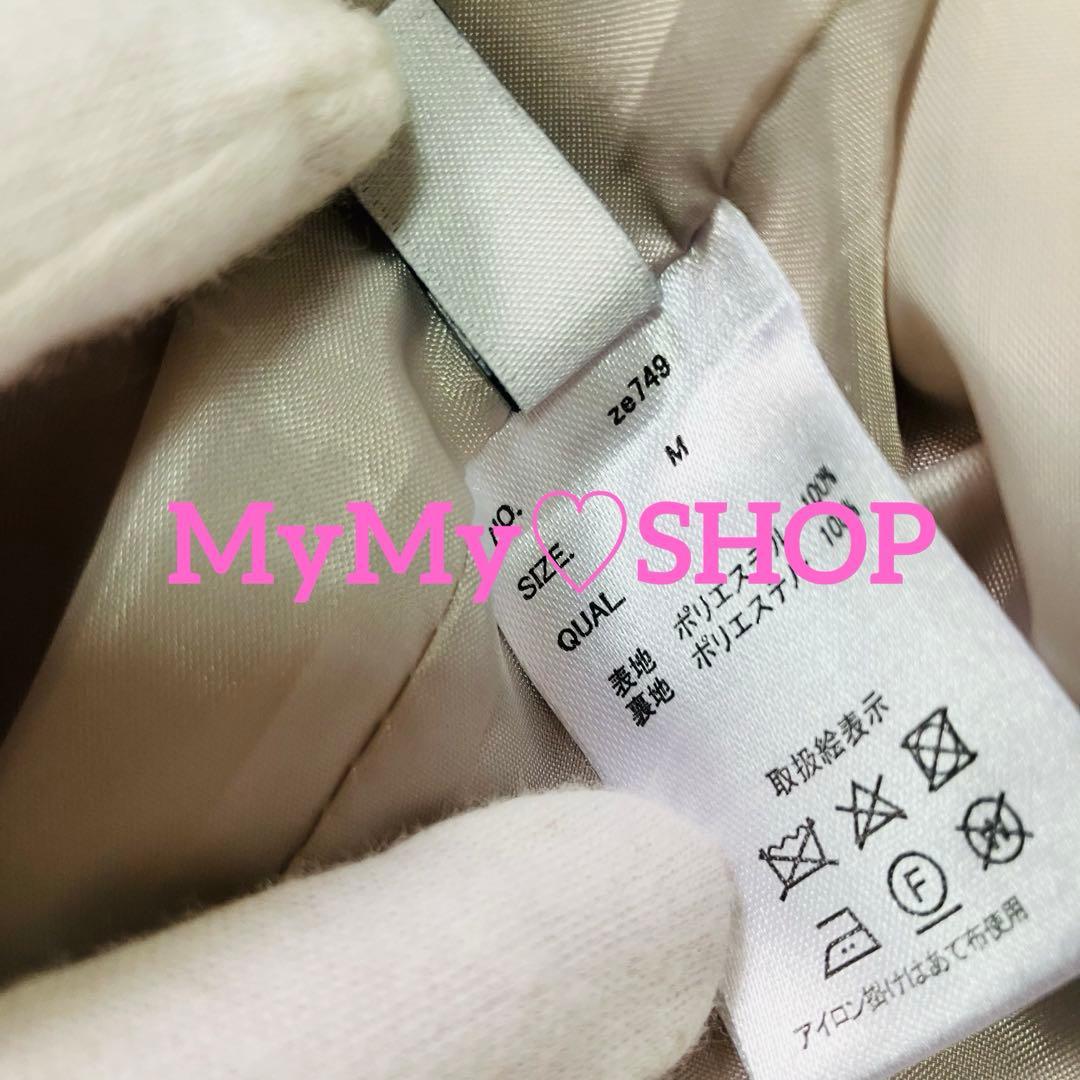 NO. ze749
SIZE. M
MyMy♡SHOP
QUAL
表地 ポリエステル 100%
裏地 ポリエステル 100%
取扱絵表示
F
W
アイロン掛けはあて布使用